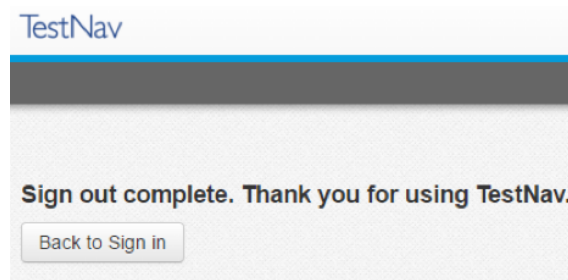 TestNav
Sign out complete. Thank you for using TestNav.
Back to Sign in